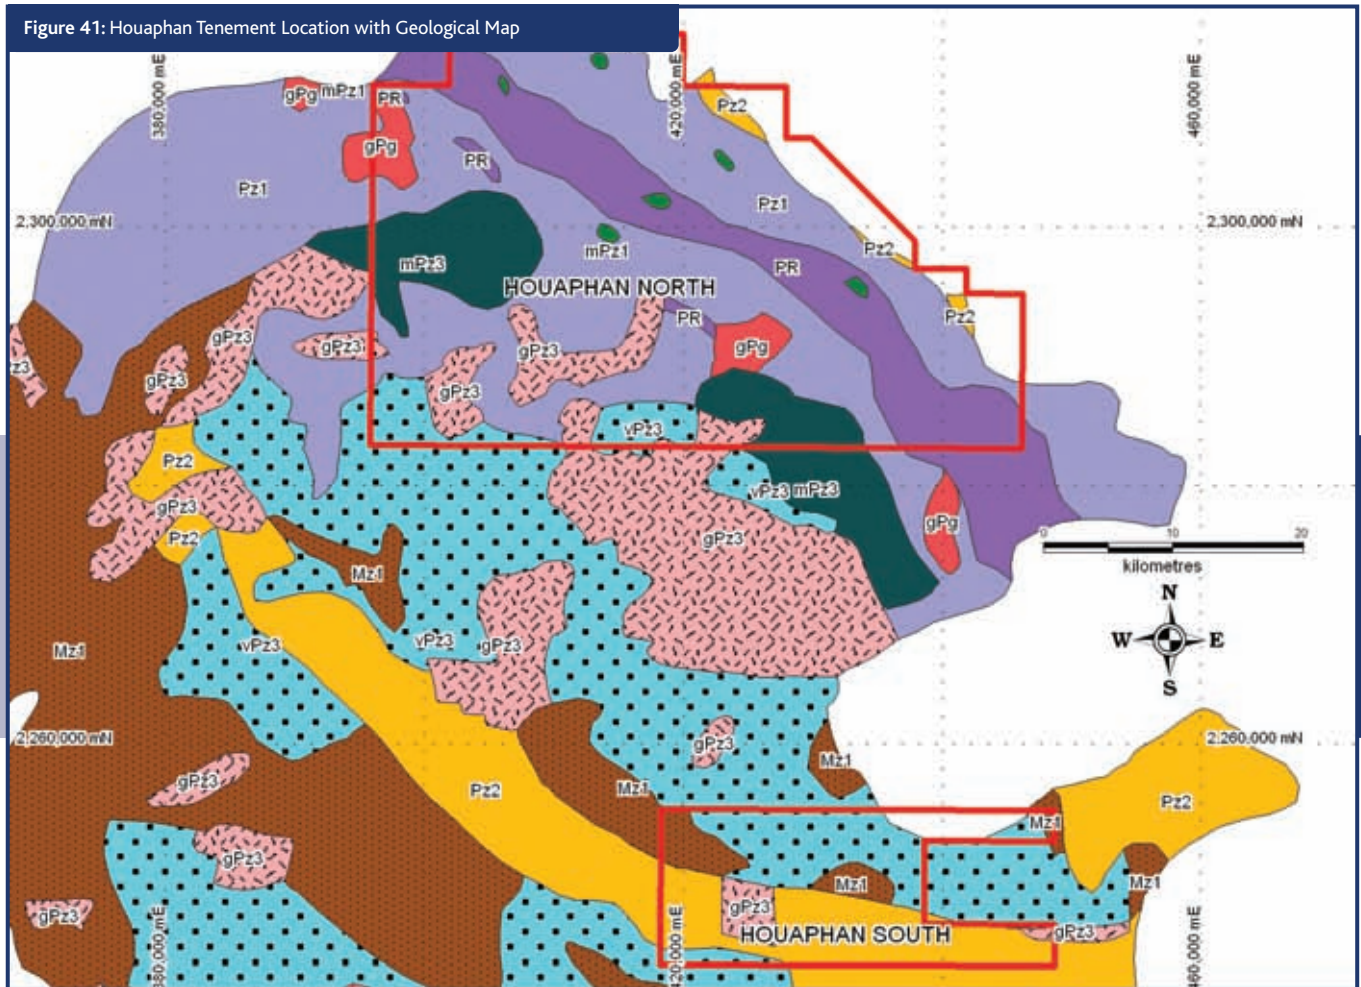 Figure 41: Houaphan Tenement Location with Geological Map
380,000 mE
420,000 mE
460,000 mE
gPg mPz1 PR
Pz2
gPg
PR
Pz1
Pz1
2,300,000 mN
2,300,000 mN
mPz1
Pz2
mPz3
PR
HOUAPHAN NORTH
PR
Pz2
gPz3
gPz3
gPz3
gPg
z3
gPz3
gPz3
vPz3
Pz2
vPz3 mPz3
gPz3
gPg
Pz2
gPz3
0 10 20
kilometres
Mz1
N
W E
S
vPz3
vPz3 gPz3
Mz1
2,260,000 mN
2,260,000 mN
gPz3
Mz1
gPz3
Pz2
Mz1
Pz2
Mz1
gPz3
Mz1
Mz1
gPz3
gPz3
gPz3
HOUAPHAN SOUTH
380,000 mE
420,000 mE
460,000 mE